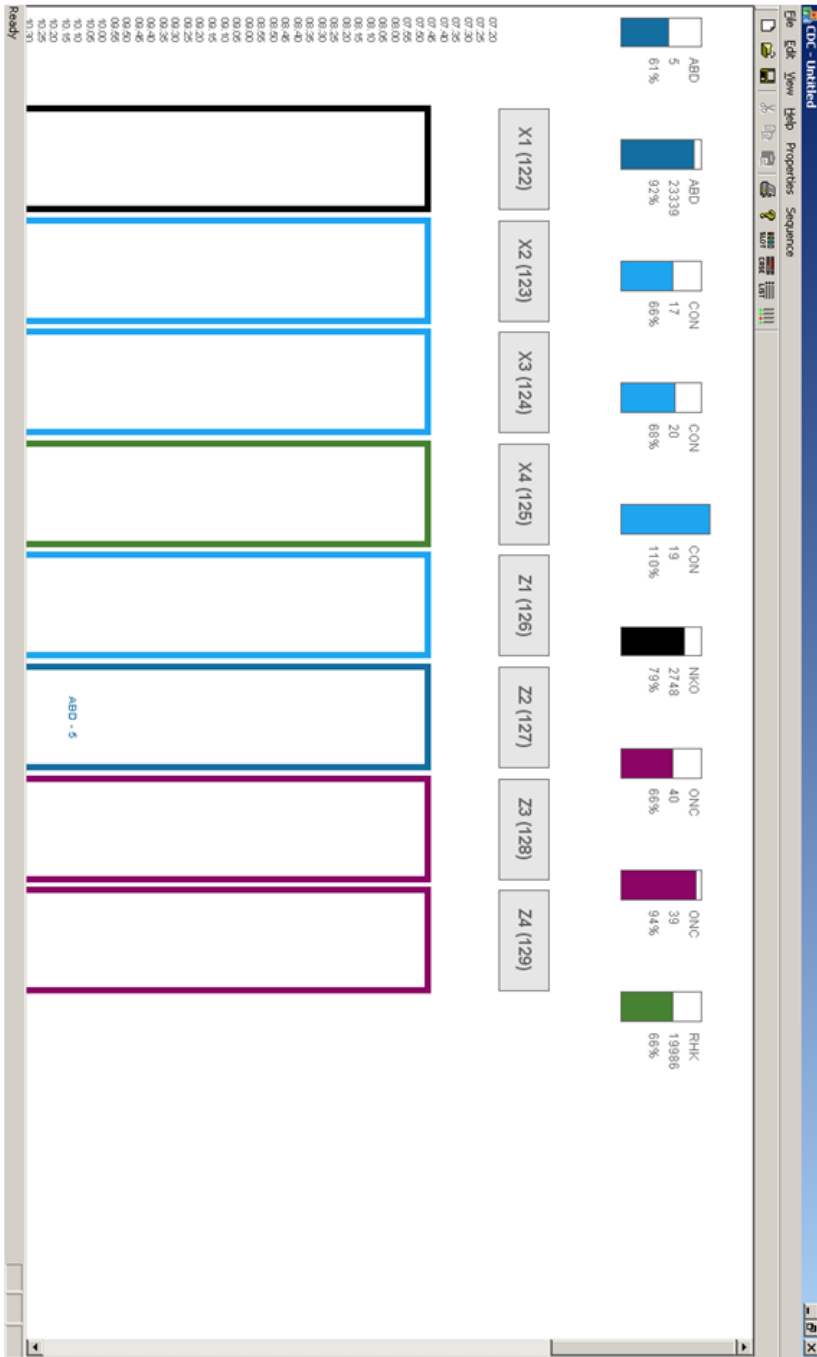 CDC - Untitled
File Edit View Help Properties Sequence
SLOT CRSE LIST
ABD
5
61%
ABD
23339
92%
CON
17
66%
CON
20
68%
CON
19
110%
NKO
2748
79%
ONC
40
66%
ONC
39
94%
RHK
19986
66%
X1 (122)
X2 (123)
X3 (124)
X4 (125)
Z1 (126)
Z2 (127)
Z3 (128)
Z4 (129)
07:20
07:25
07:30
07:35
07:40
07:45
07:50
07:55
08:00
08:05
08:10
08:15
08:20
08:25
08:30
08:35
08:40
08:45
08:50
08:55
09:00
09:05
09:10
09:15
09:20
09:25
09:30
09:35
09:40
09:45
09:50
09:55
10:00
10:05
10:10
10:15
10:20
10:25
10:30
ABD - 5
Ready